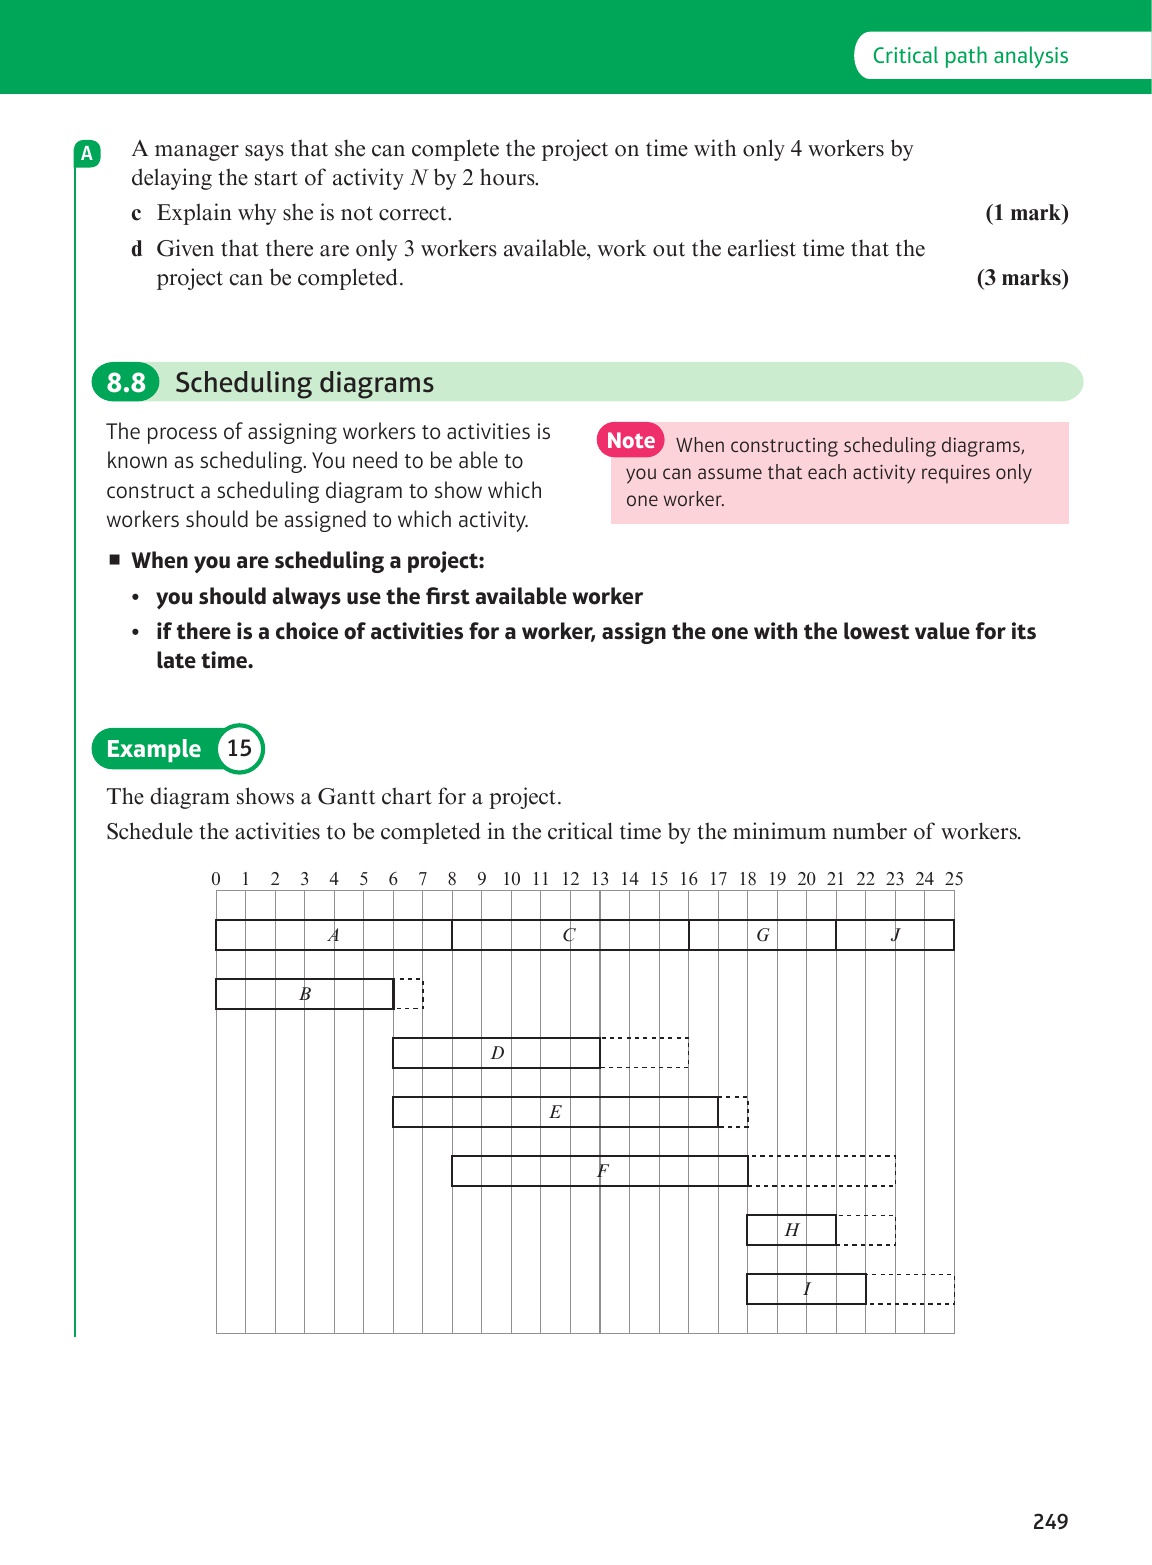 Critical path analysis
A
A manager says that she can complete the project on time with only 4 workers by
delaying the start of activity N by 2 hours.
c Explain why she is not correct. (1 mark)
d Given that there are only 3 workers available, work out the earliest time that the
project can be completed. (3 marks)
8.8 Scheduling diagrams
The process of assigning workers to activities is
known as scheduling. You need to be able to
construct a scheduling diagram to show which
workers should be assigned to which activity.
Note When constructing scheduling diagrams,
you can assume that each activity requires only
one worker.
■ When you are scheduling a project:
• you should always use the first available worker
• if there is a choice of activities for a worker, assign the one with the lowest value for its
late time.
Example 15
The diagram shows a Gantt chart for a project.
Schedule the activities to be completed in the critical time by the minimum number of workers.
0 1 2 3 4 5 6 7 8 9 10 11 12 13 14 15 16 17 18 19 20 21 22 23 24 25
A C G J
B
D
E
F
H
I
249